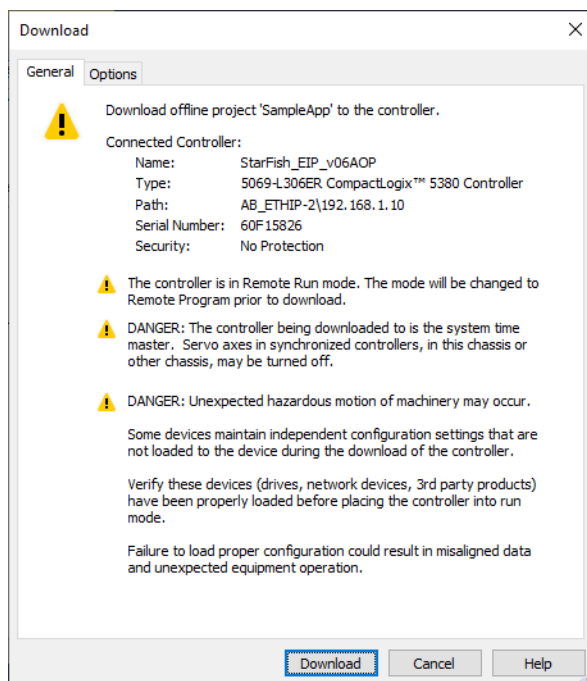 Download
General
Options
Download offline project 'SampleApp' to the controller.
Connected Controller:
Name: StarFish_EIP_v06AOP
Type: 5069-L306ER CompactLogix™ 5380 Controller
Path: AB_ETHIP-2\192.168.1.10
Serial Number: 60F15826
Security: No Protection
The controller is in Remote Run mode. The mode will be changed to
Remote Program prior to download.
DANGER: The controller being downloaded to is the system time
master. Servo axes in synchronized controllers, in this chassis or
other chassis, may be turned off.
DANGER: Unexpected hazardous motion of machinery may occur.
Some devices maintain independent configuration settings that are
not loaded to the device during the download of the controller.
Verify these devices (drives, network devices, 3rd party products)
have been properly loaded before placing the controller into run
mode.
Failure to load proper configuration could result in misaligned data
and unexpected equipment operation.
Download
Cancel
Help